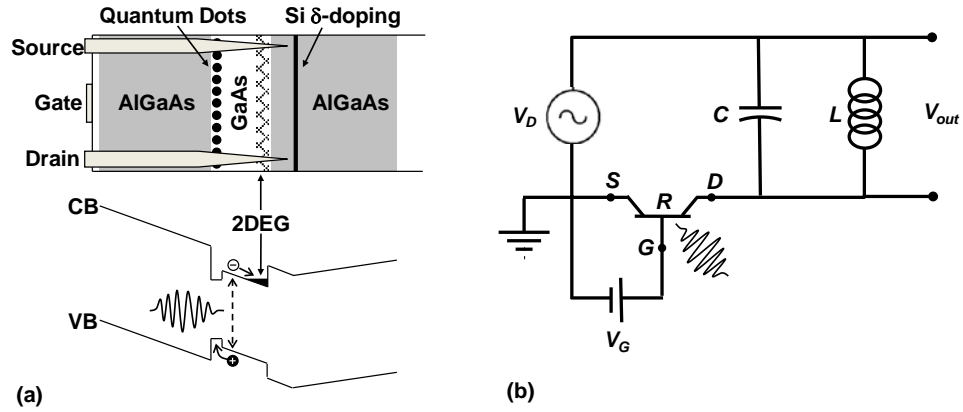 Quantum Dots
Si δ-doping
Source
Gate
Drain
AlGaAs
GaAs
AlGaAs
CB
2DEG
VB
(a)
V_D
C
L
V_out
S
R
D
G
V_G
(b)